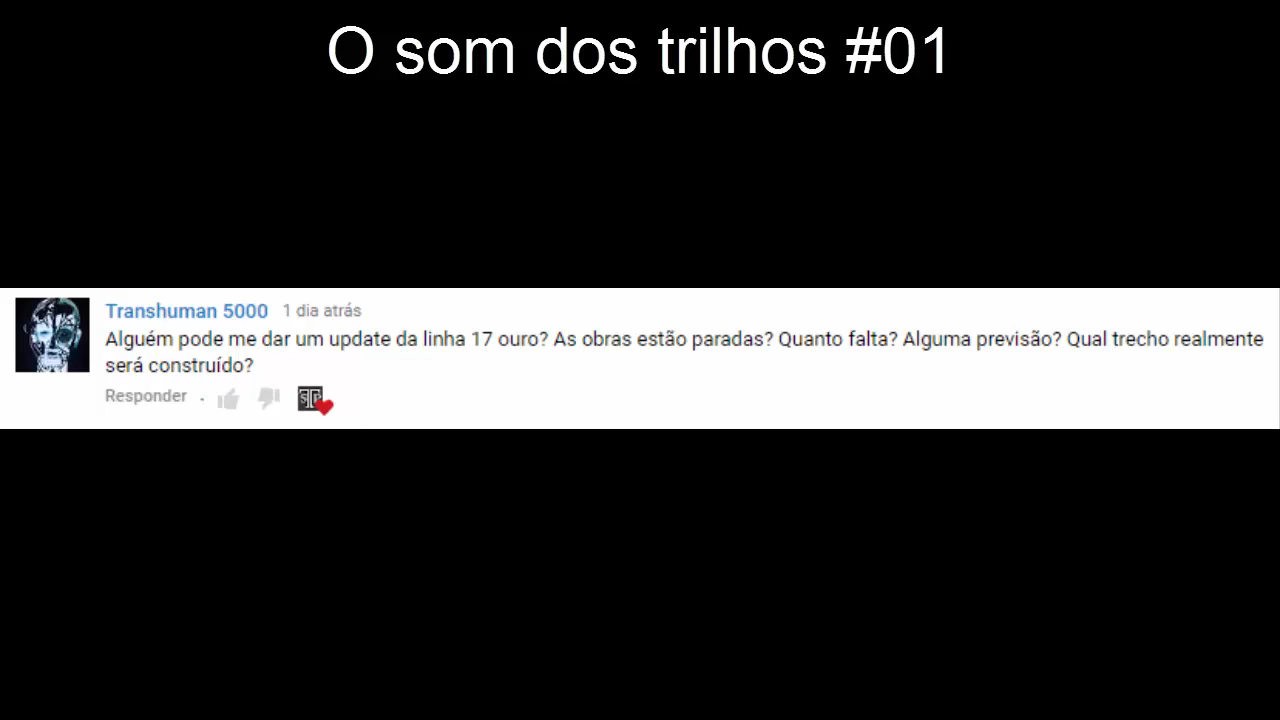 O som dos trilhos #01
Transhuman 5000 1 dia atrás
Alguém pode me dar um update da linha 17 ouro? As obras estão paradas? Quanto falta? Alguma previsão? Qual trecho realmente
será construído?
Responder .